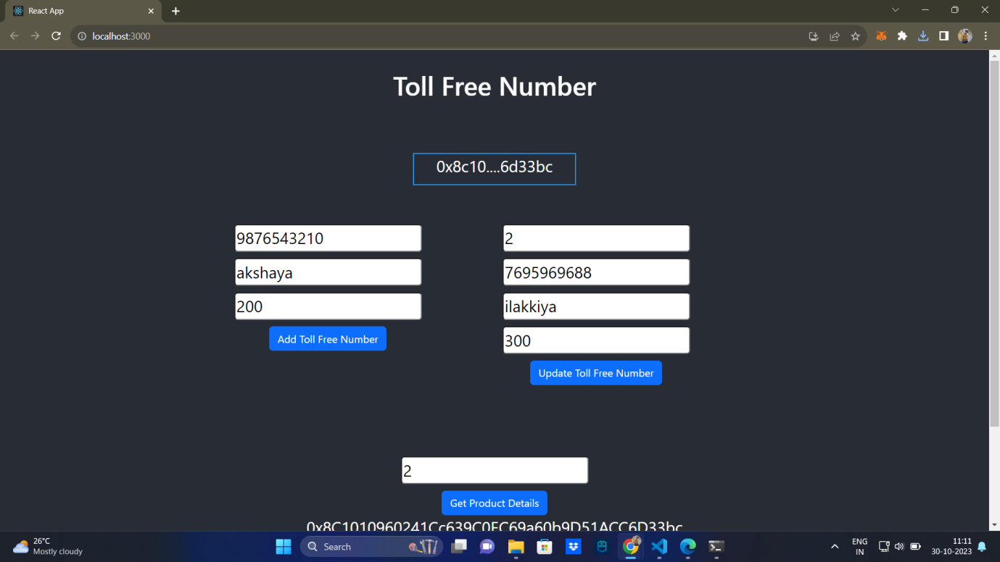 React App
localhost:3000
Toll Free Number
0x8c10....6d33bc
9876543210
akshaya
200
Add Toll Free Number
2
7695969688
ilakkiya
300
Update Toll Free Number
2
Get Product Details
26°C
Mostly cloudy
Search
ENG
IN
11:11
30-10-2023